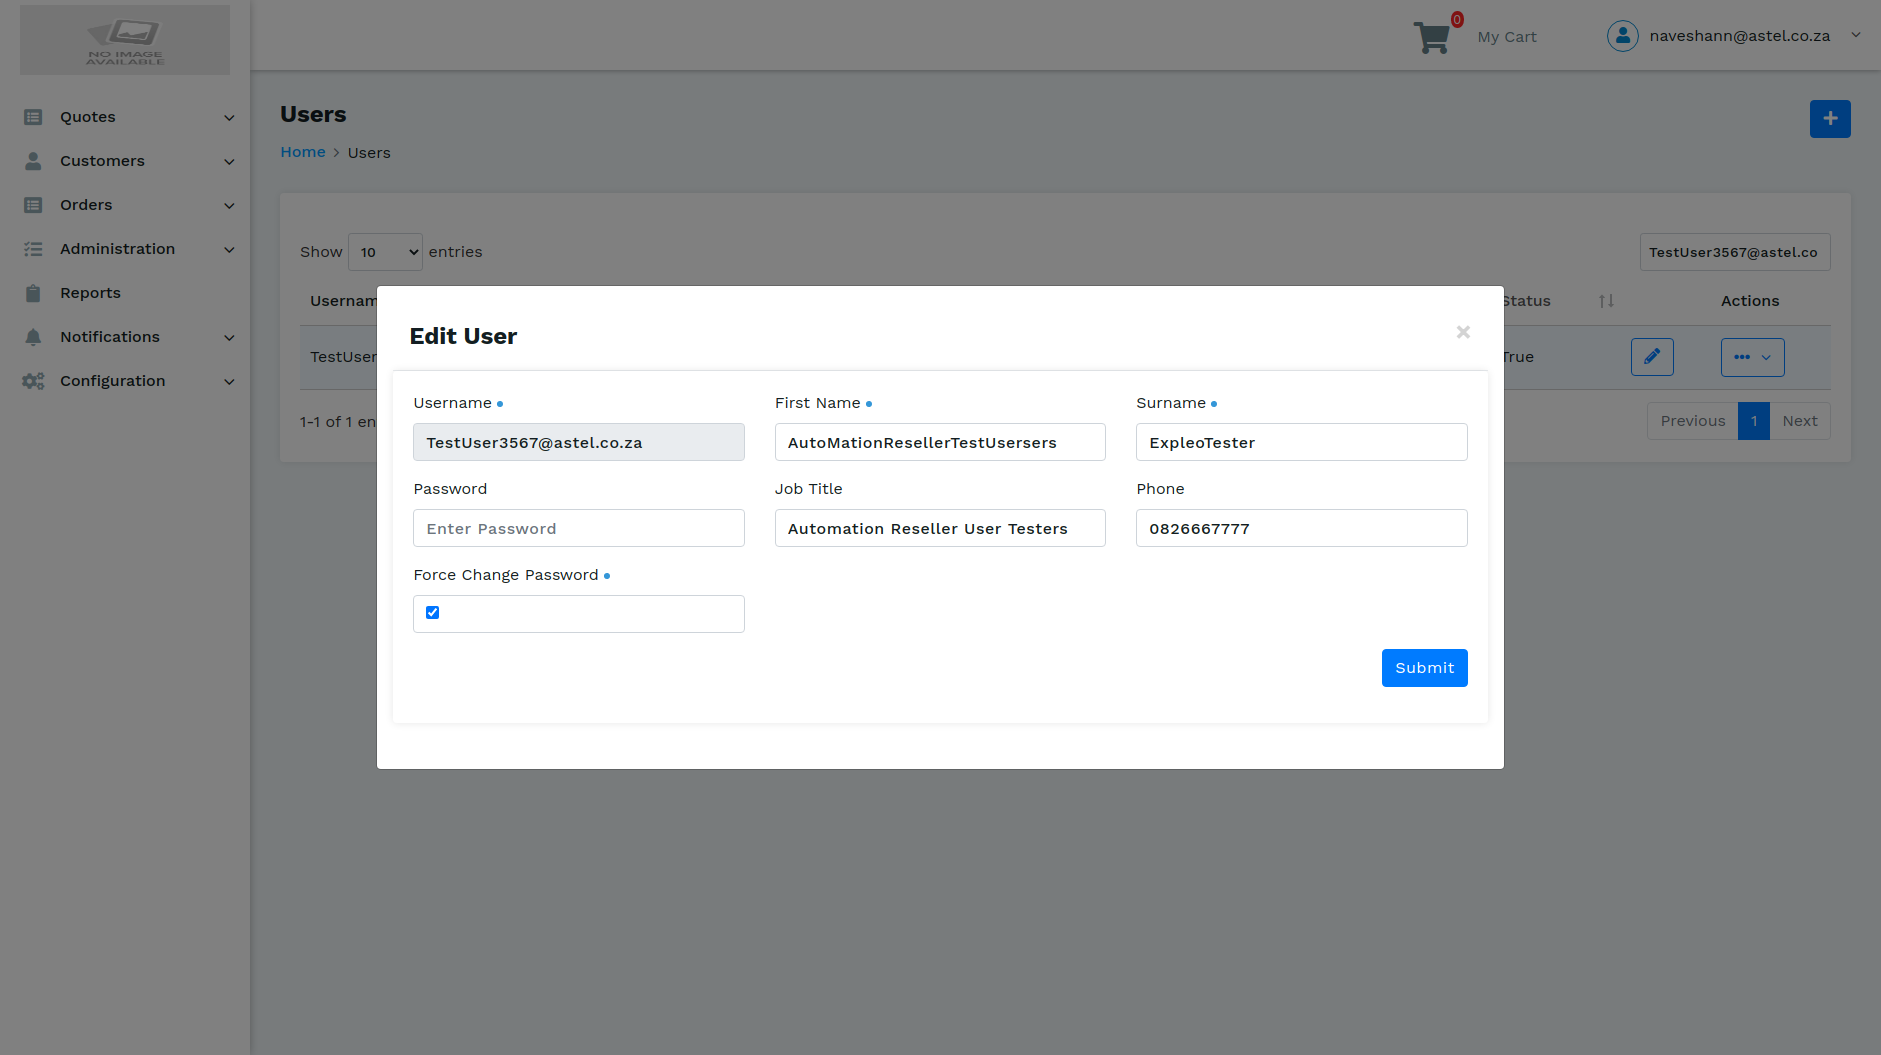 NO IMAGE
AVAILABLE
0
My Cart
naveshann@astel.co.za
Quotes
Customers
Orders
Administration
Reports
Notifications
Configuration
Users
Home > Users
Show 10 entries
TestUser3567@astel.co
Status
Actions
True
1-1 of 1
Previous 1 Next
Edit User
×
Username
First Name
Surname
TestUser3567@astel.co.za
AutoMationResellerTestUsersers
ExpleoTester
Password
Job Title
Phone
Enter Password
Automation Reseller User Testers
0826667777
Force Change Password
Submit